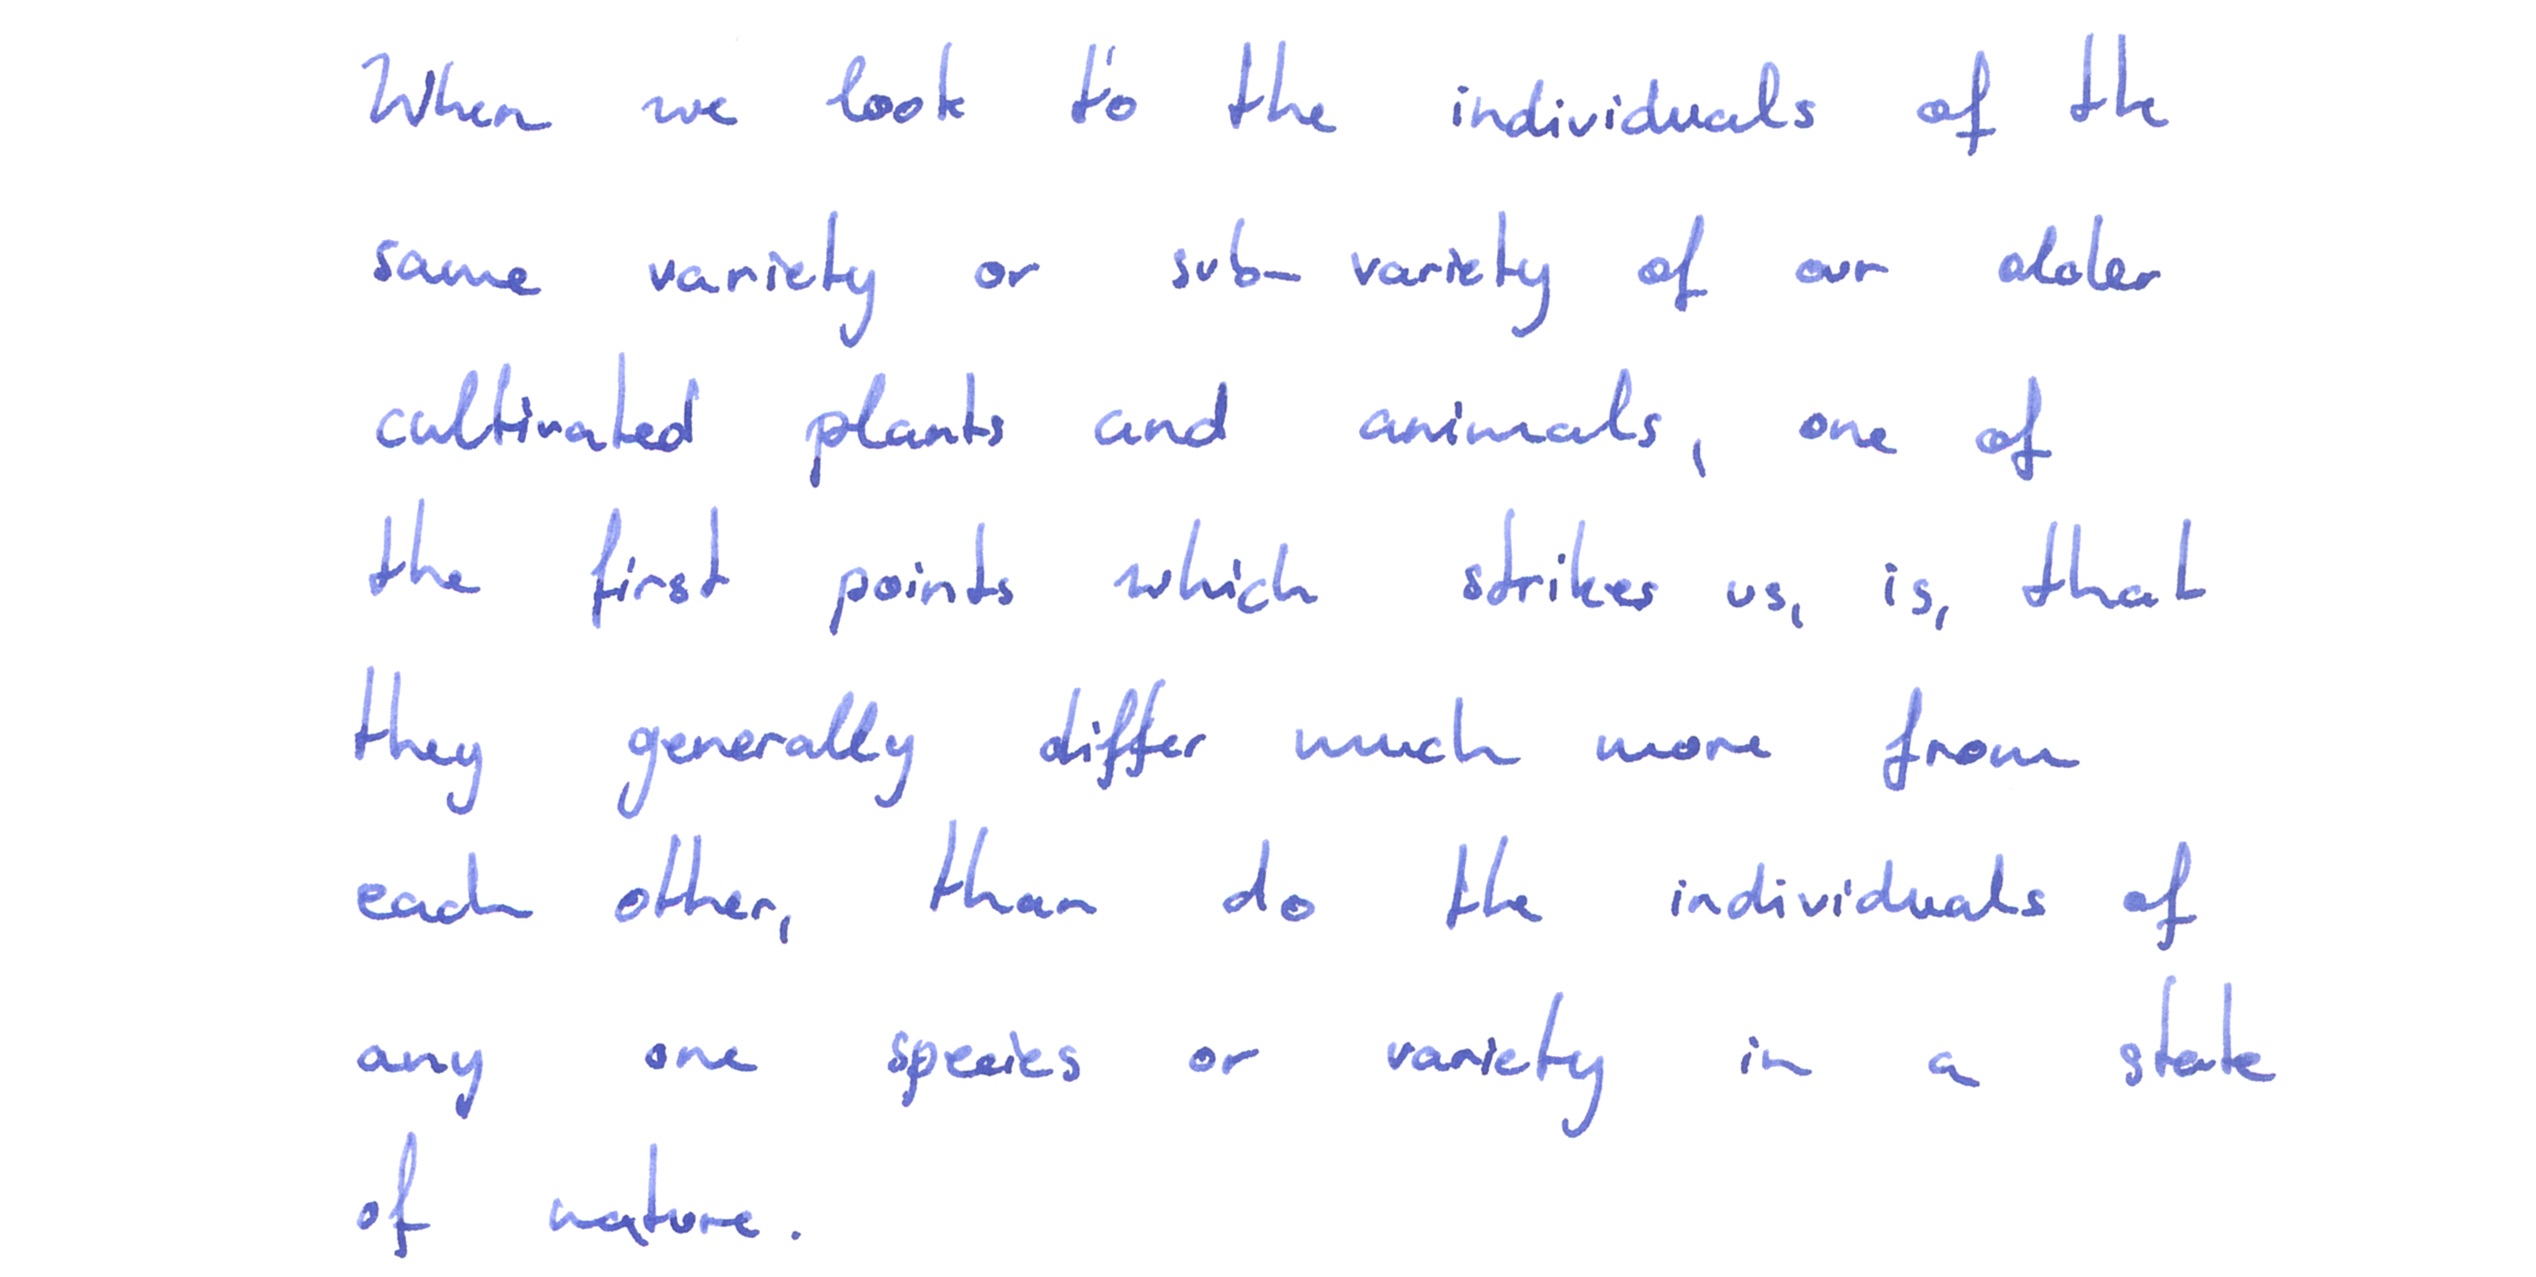 When we look to the individuals of the
same variety or sub-variety of our older
cultivated plants and animals, one of
the first points which strikes us, is, that
they generally differ much more from
each other, than do the individuals of
any one species or variety in a state
of nature.